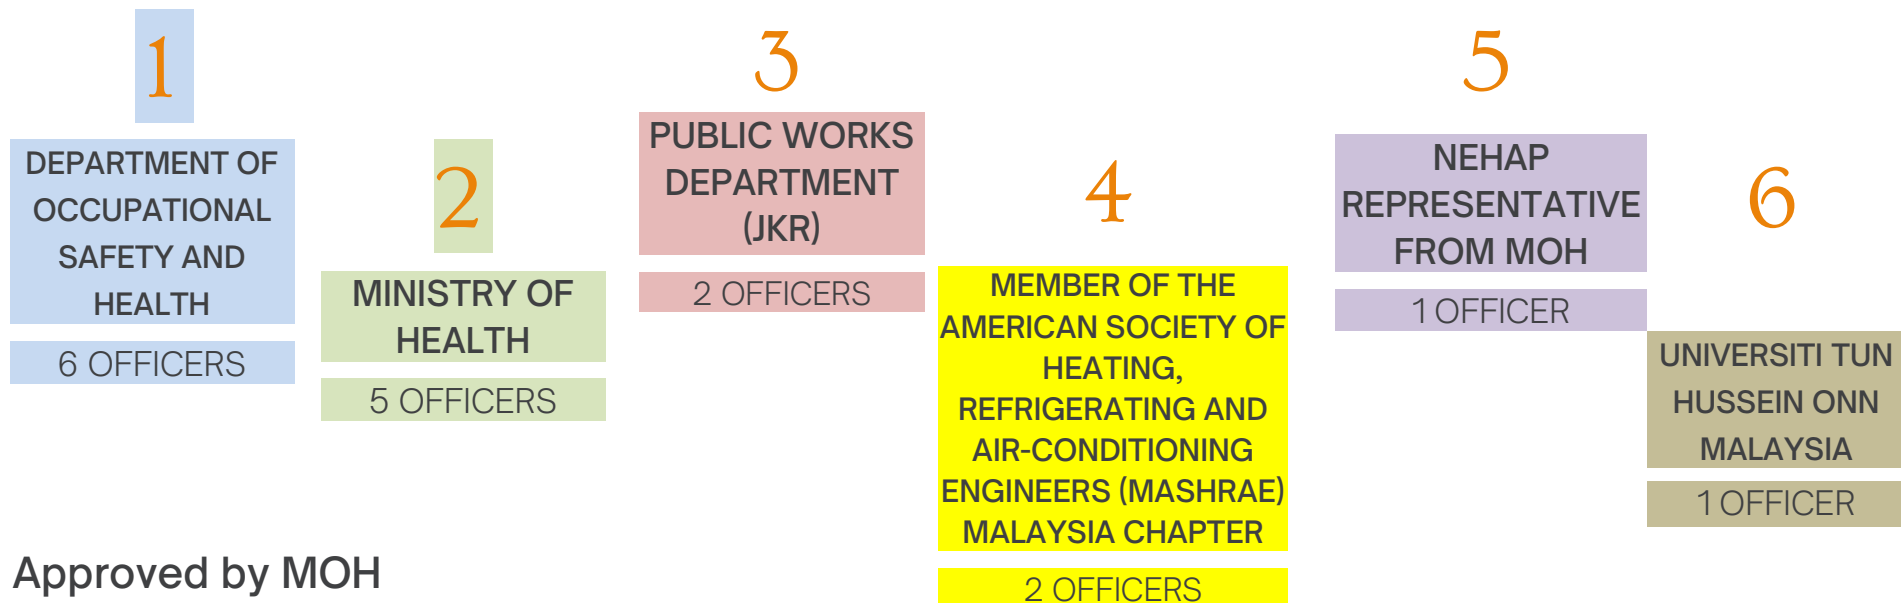 1
DEPARTMENT OF
OCCUPATIONAL
SAFETY AND
HEALTH
6 OFFICERS
2
MINISTRY OF
HEALTH
5 OFFICERS
3
PUBLIC WORKS
DEPARTMENT
(JKR)
2 OFFICERS
4
MEMBER OF THE
AMERICAN SOCIETY OF
HEATING,
REFRIGERATING AND
AIR-CONDITIONING
ENGINEERS (MASHRAE)
MALAYSIA CHAPTER
2 OFFICERS
5
NEHAP
REPRESENTATIVE
FROM MOH
1 OFFICER
6
UNIVERSITI TUN
HUSSEIN ONN
MALAYSIA
1 OFFICER
Approved by MOH